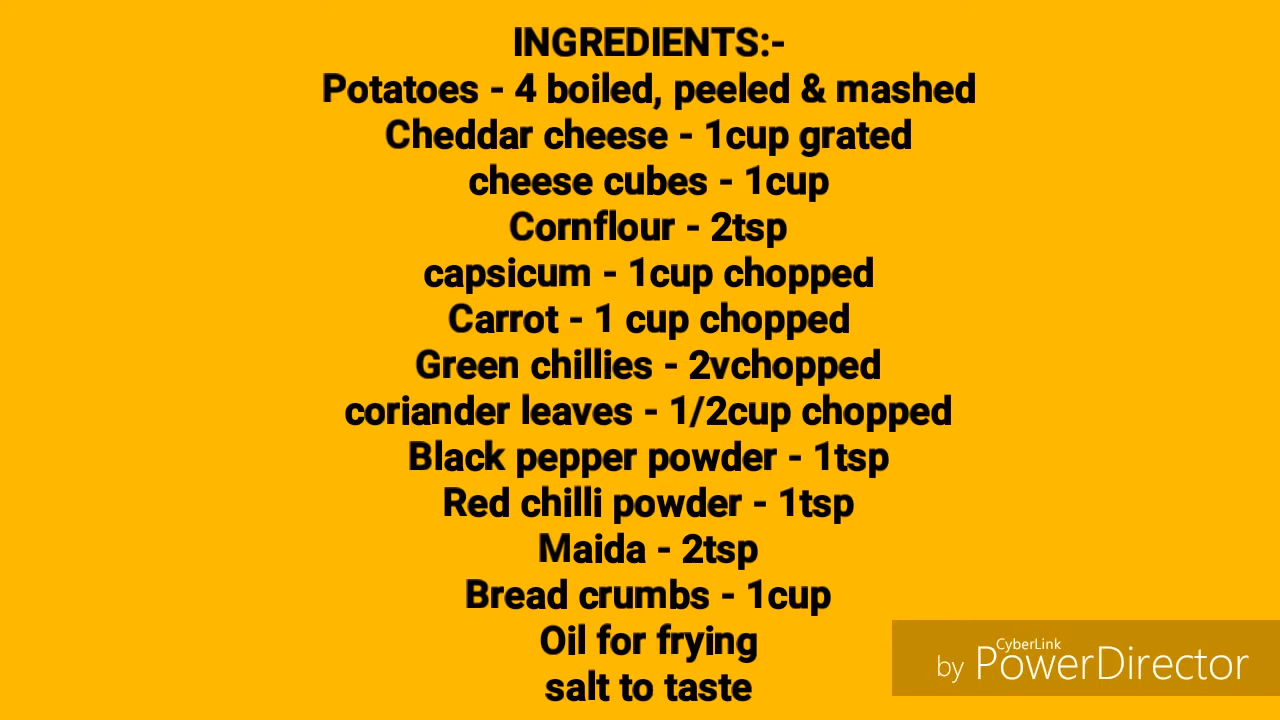 INGREDIENTS:-
Potatoes - 4 boiled, peeled & mashed
Cheddar cheese - 1cup grated
cheese cubes - 1cup
Cornflour - 2tsp
capsicum - 1cup chopped
Carrot - 1 cup chopped
Green chillies - 2vchopped
coriander leaves - 1/2cup chopped
Black pepper powder - 1tsp
Red chilli powder - 1tsp
Maida - 2tsp
Bread crumbs - 1cup
Oil for frying
salt to taste
CyberLink
by PowerDirector